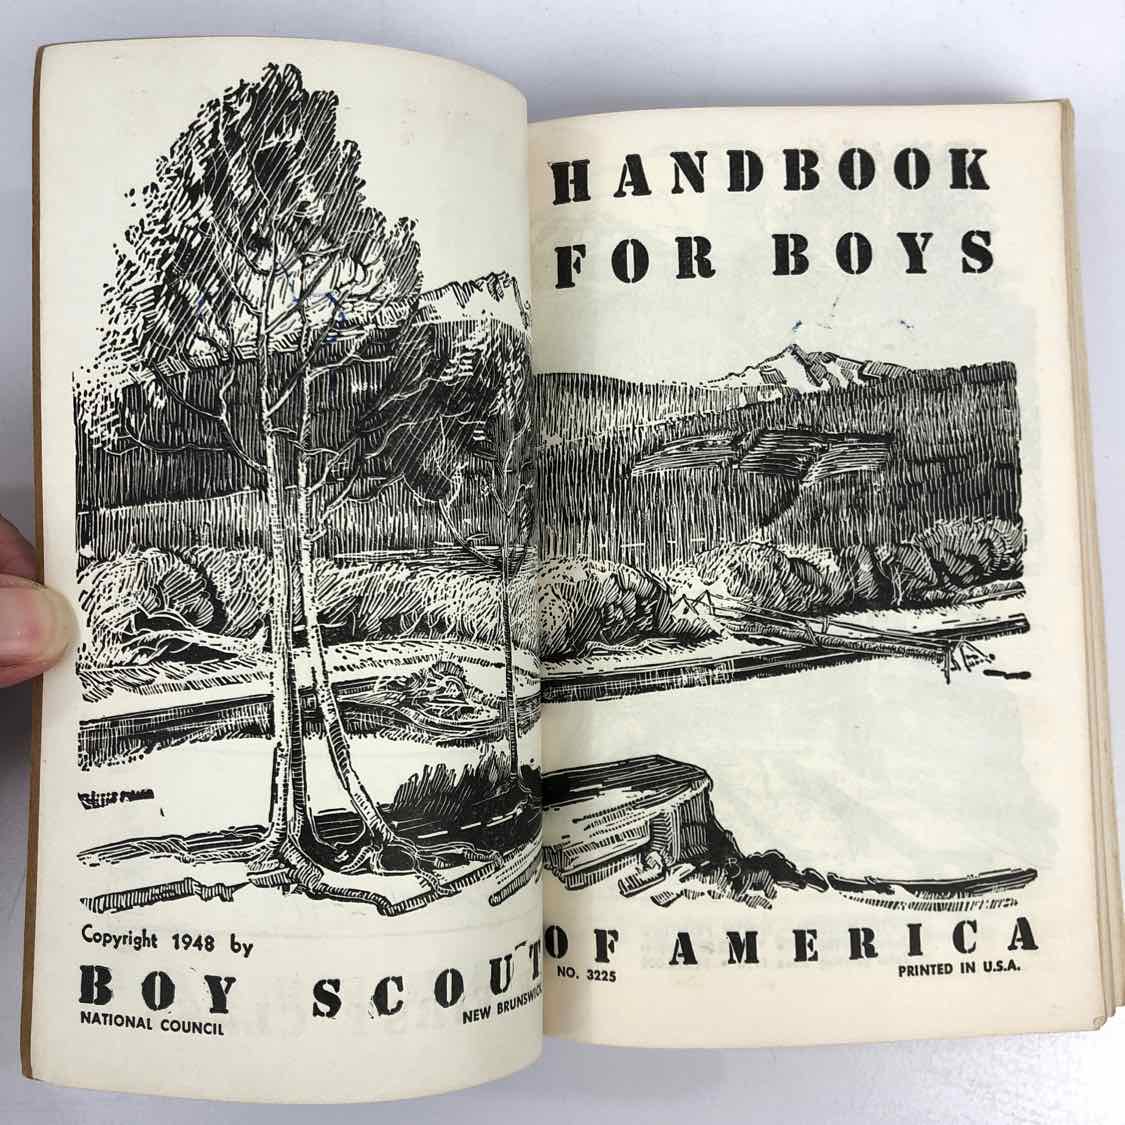 HANDBOOK
FOR BOYS
Copyright 1948 by
BOY SCOUT
OF AMERICA
NATIONAL COUNCIL
NEW BRUNSWICK
NO. 3225
PRINTED IN U.S.A.